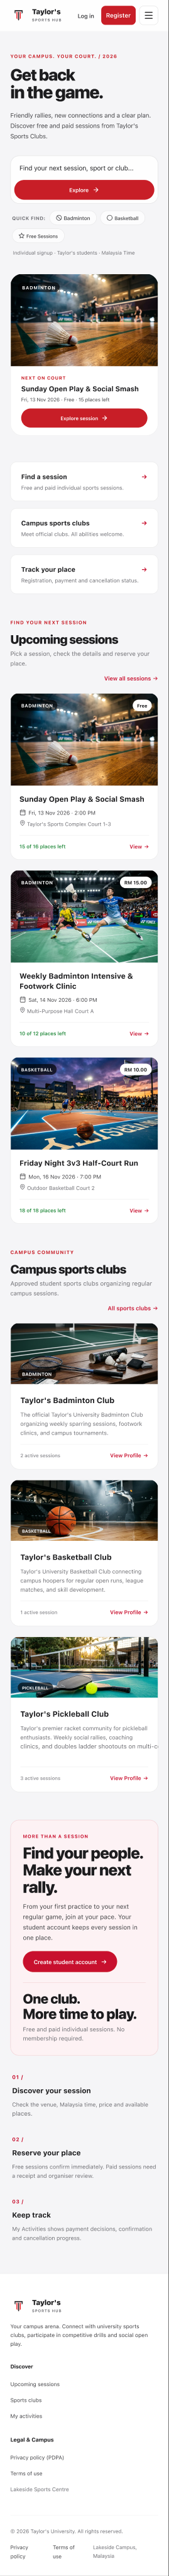 Taylor's
SPORTS HUB
Log in
Register
YOUR CAMPUS. YOUR COURT. / 2026
Get back
in the game.
Friendly rallies, new connections and a clear plan.
Discover free and paid sessions from Taylor's
Sports Clubs.
Find your next session, sport or club...
Explore →
QUICK FIND:
Badminton
Basketball
Free Sessions
Individual signup · Taylor's students · Malaysia Time
BADMINTON
NEXT ON COURT
Sunday Open Play & Social Smash
Fri, 13 Nov 2026 · Free · 15 places left
Explore session →
Find a session →
Free and paid individual sports sessions.
Campus sports clubs →
Meet official clubs. All abilities welcome.
Track your place →
Registration, payment and cancellation status.
FIND YOUR NEXT SESSION
Upcoming sessions
Pick a session, check the details and reserve your
place.
View all sessions →
BADMINTON
Free
Sunday Open Play & Social Smash
Fri, 13 Nov 2026 · 2:00 PM
Taylor's Sports Complex Court 1-3
15 of 16 places left
View →
BADMINTON
RM 15.00
Weekly Badminton Intensive &
Footwork Clinic
Sat, 14 Nov 2026 · 6:00 PM
Multi-Purpose Hall Court A
10 of 12 places left
View →
BASKETBALL
RM 10.00
Friday Night 3v3 Half-Court Run
Mon, 16 Nov 2026 · 7:00 PM
Outdoor Basketball Court 2
16 of 16 places left
View →
CAMPUS COMMUNITY
Campus sports clubs
Approved student sports clubs organizing regular
campus sessions.
All sports clubs →
BADMINTON
Taylor's Badminton Club
The official Taylor's University Badminton Club
organizing weekly sparring sessions, footwork
clinics, and campus tournaments.
2 active sessions
View Profile →
BASKETBALL
Taylor's Basketball Club
Taylor's University Basketball Club connecting
campus hoopers for regular open runs, league
matches, and skill development.
1 active session
View Profile →
PICKLEBALL
Taylor's Pickleball Club
Taylor's premier racket community for pickleball
enthusiasts. Weekly social rallies, coaching
clinics, and doubles ladder shootouts on multi-c
3 active sessions
View Profile →
MORE THAN A SESSION
Find your people.
Make your next
rally.
From your first practice to your next
regular game, join at your pace. Your
student account keeps every session in
one place.
Create student account →
One club.
More time to play.
Free and paid individual sessions. No
membership required.
01 /
Discover your session
Check the venue, Malaysia time, price and available
places.
02 /
Reserve your place
Free sessions confirm immediately. Paid sessions need
a receipt and organiser review.
03 /
Keep track
My Activities shows payment decisions, confirmation
and cancellation progress.
Taylor's
SPORTS HUB
Your campus arena. Connect with university sports
clubs, participate in competitive drills and social open
play.
Discover
Upcoming sessions
Sports clubs
My activities
Legal & Campus
Privacy policy (PDPA)
Terms of use
Lakeside Sports Centre
© 2026 Taylor's University. All rights reserved.
Privacy
policy
Terms of
use
Lakeside Campus,
Malaysia